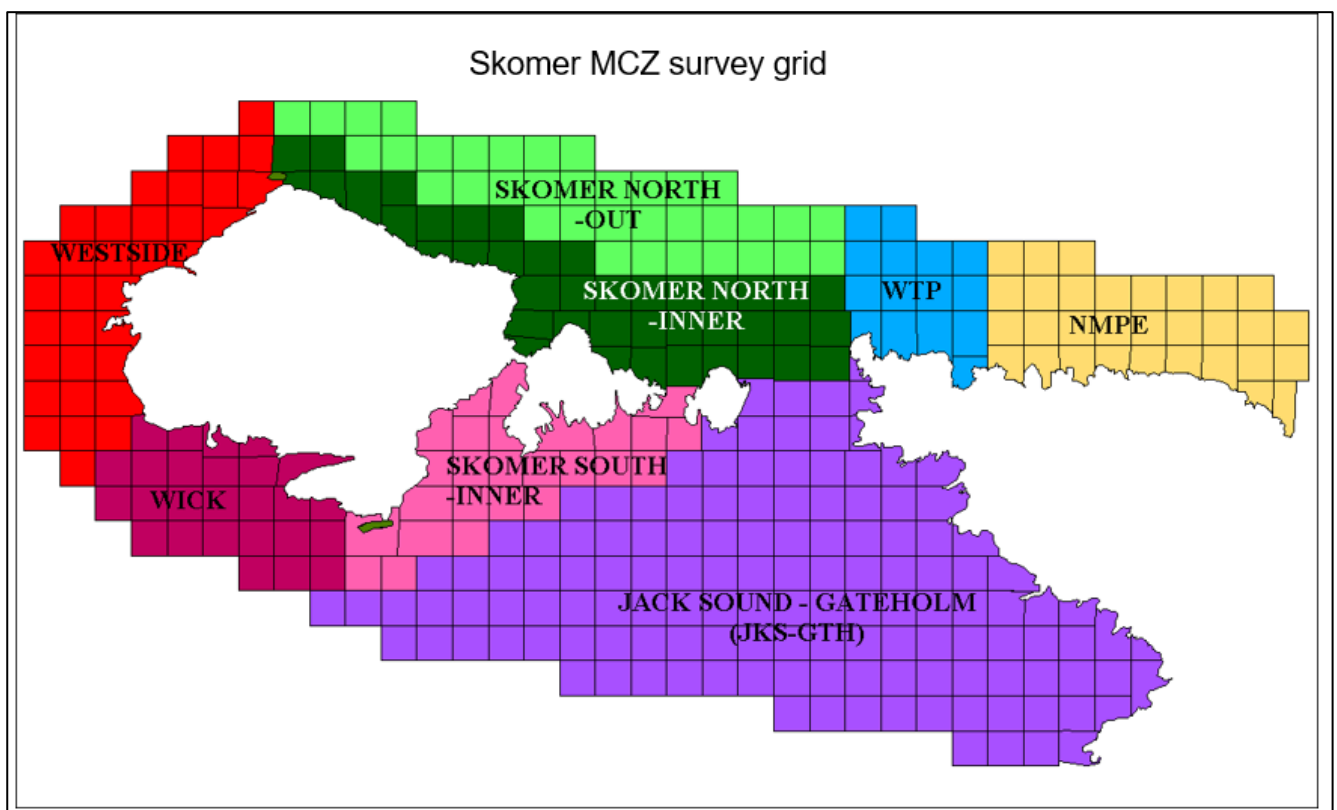 Skomer MCZ survey grid
SKOMER NORTH
-OUT
WESTSIDE
SKOMER NORTH
-INNER
WTP
NMPE
SKOMER SOUTH
-INNER
WICK
JACK SOUND - GATEHOLM
(JKS-GTH)